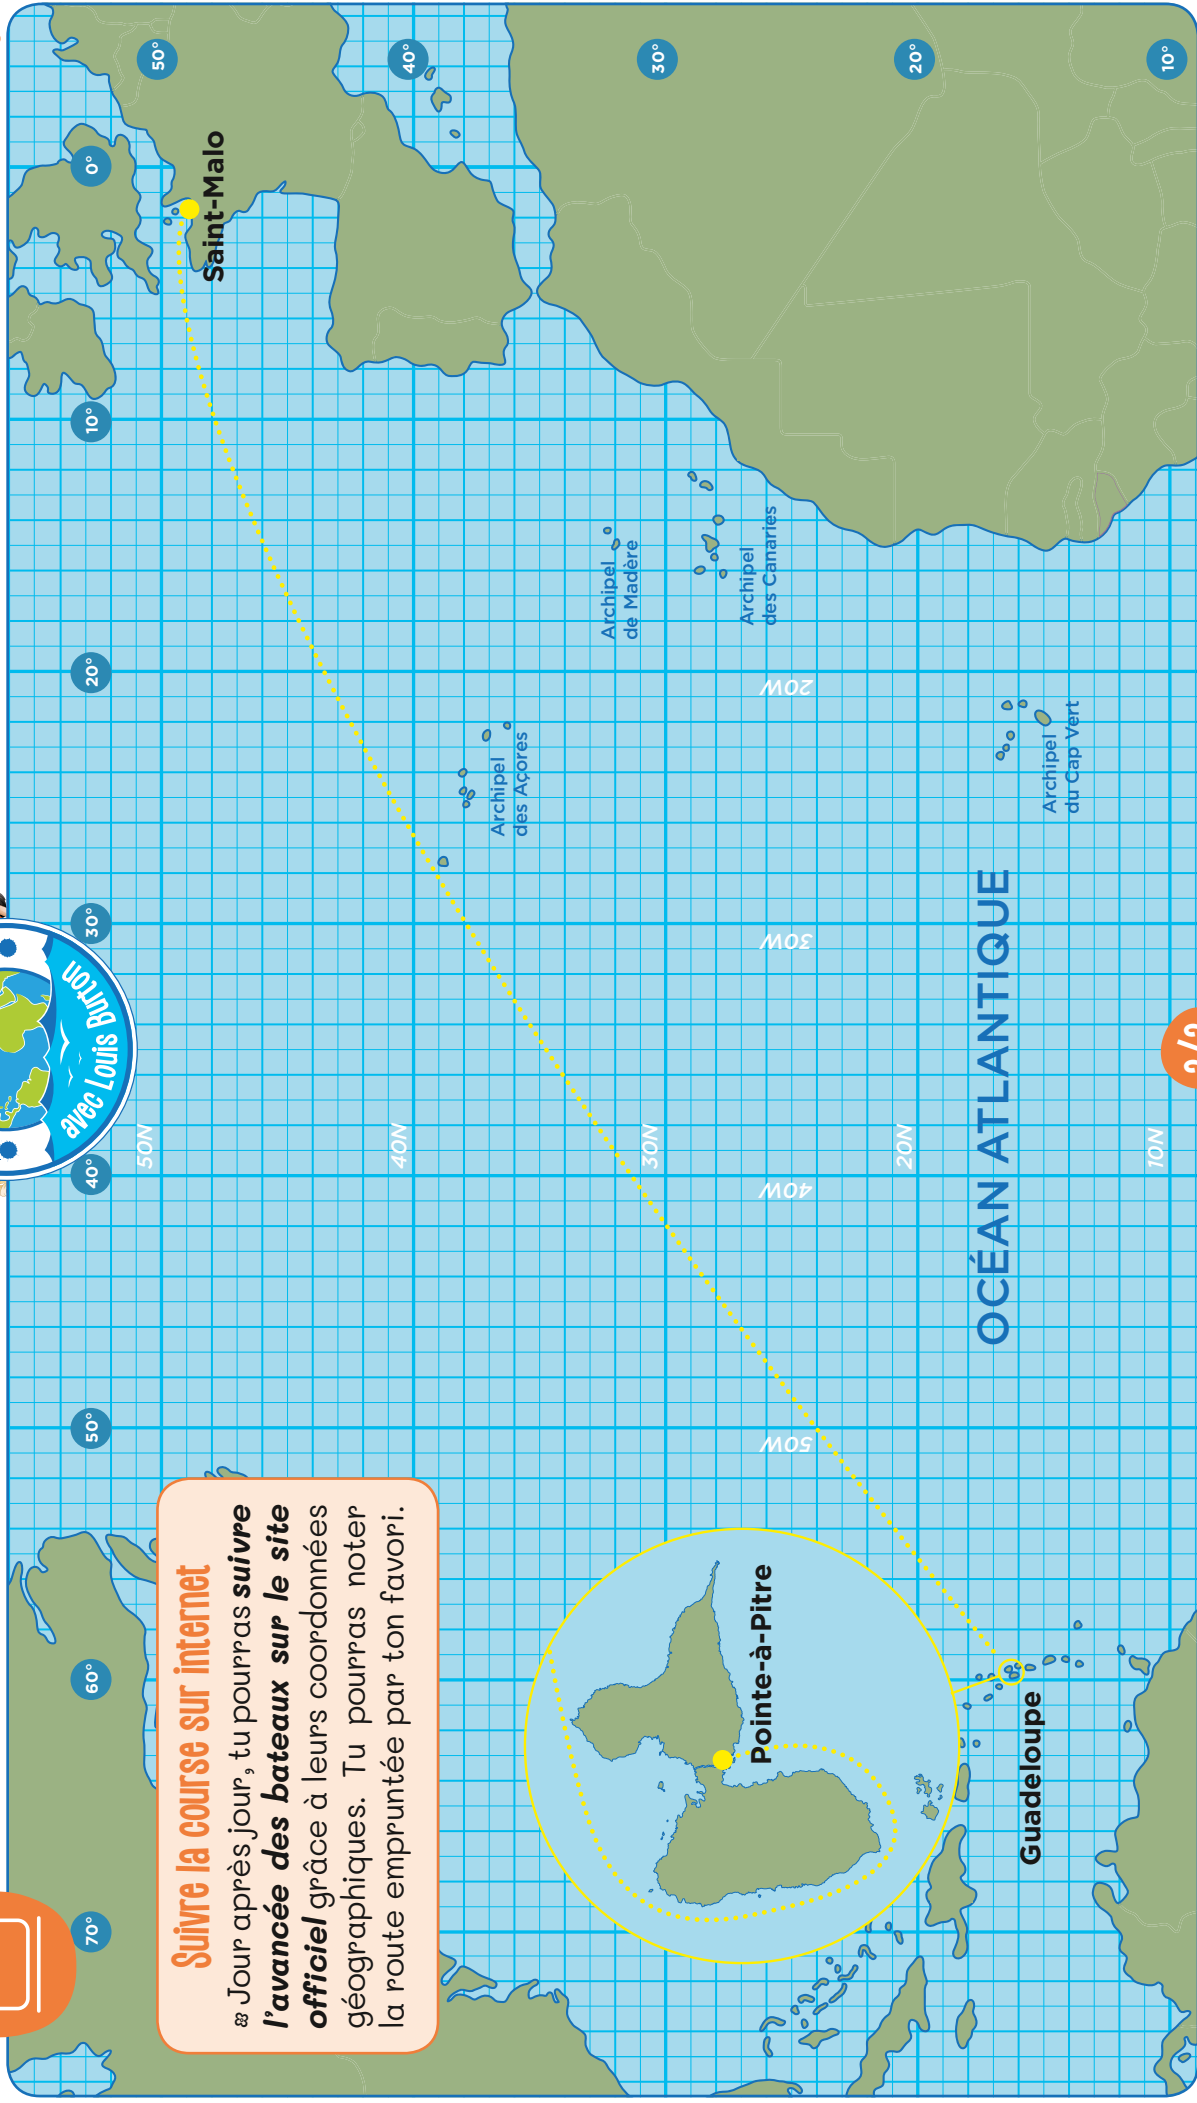 avec Louis Burton
Suivre la course sur internet
Jour après jour, tu pourras suivre
l'avancée des bateaux sur le site
officiel grâce à leurs coordonnées
géographiques. Tu pourras noter
la route empruntée par ton favori.
70°
60°
50°
40°
30°
20°
10°
0°
50°
40°
30°
20°
10°
50N
40N
30N
20N
10N
50W
40W
30W
20W
Saint-Malo
Archipel
des Açores
Archipel
de Madère
Archipel
des Canaries
Archipel
du Cap Vert
OCÉAN ATLANTIQUE
Pointe-à-Pitre
Guadeloupe